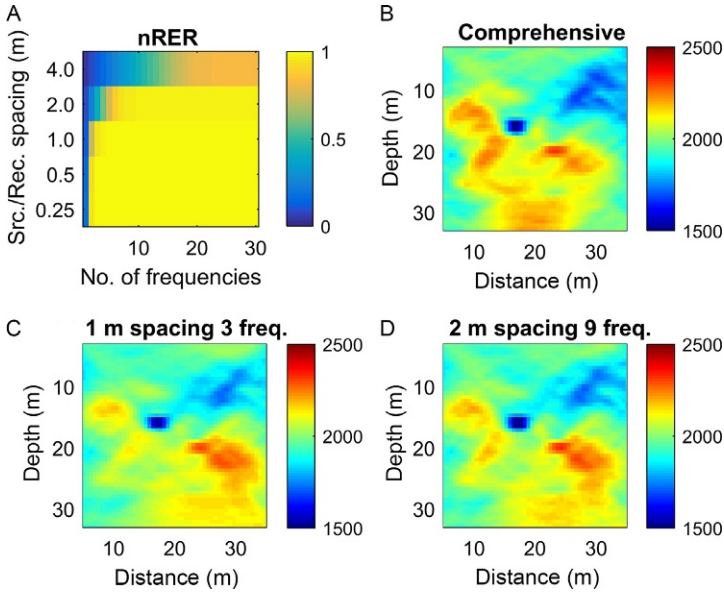 A
nRER
Src./Rec. spacing (m)
4.0
2.0
1.0
0.5
0.25
10
20
30
No. of frequencies
1
0.5
0
B
Comprehensive
Depth (m)
10
20
30
10
20
30
Distance (m)
2500
2000
1500
C
1 m spacing 3 freq.
Depth (m)
10
20
30
10
20
30
Distance (m)
2500
2000
1500
D
2 m spacing 9 freq.
Depth (m)
10
20
30
10
20
30
Distance (m)
2500
2000
1500